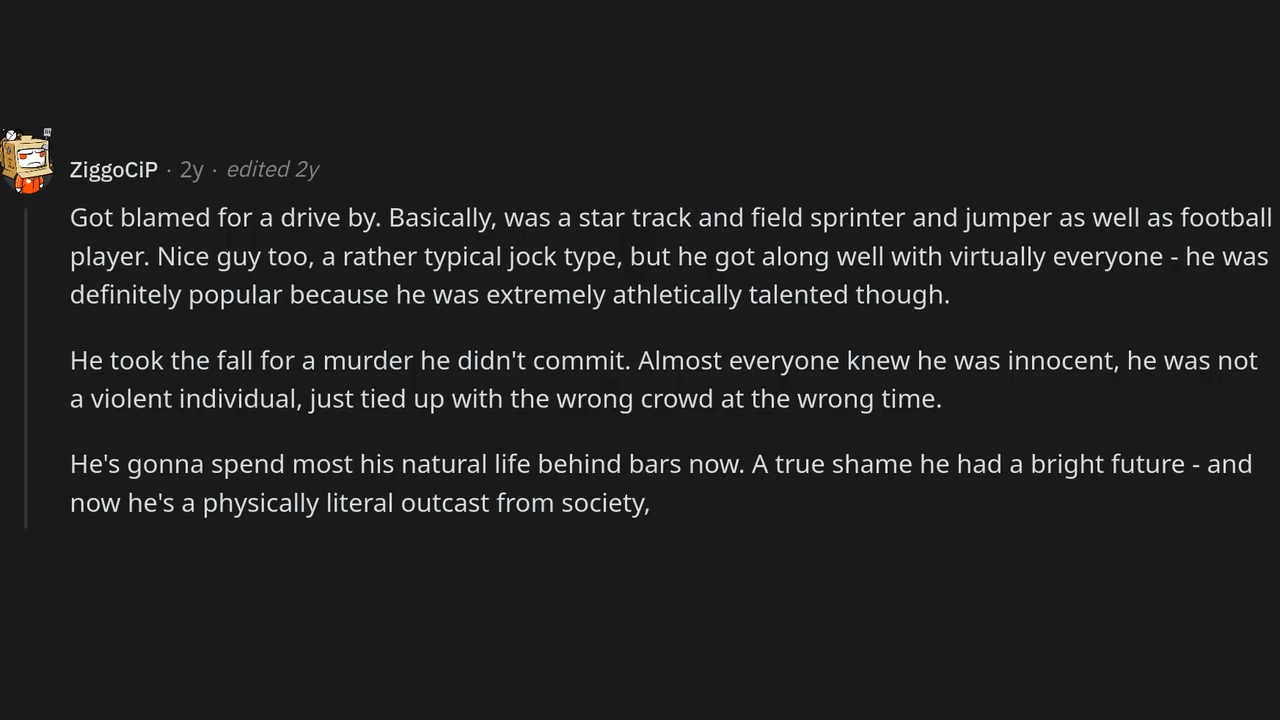 ZiggoCiP · 2y · edited 2y
Got blamed for a drive by. Basically, was a star track and field sprinter and jumper as well as football
player. Nice guy too, a rather typical jock type, but he got along well with virtually everyone - he was
definitely popular because he was extremely athletically talented though.
He took the fall for a murder he didn't commit. Almost everyone knew he was innocent, he was not
a violent individual, just tied up with the wrong crowd at the wrong time.
He's gonna spend most his natural life behind bars now. A true shame he had a bright future - and
now he's a physically literal outcast from society,